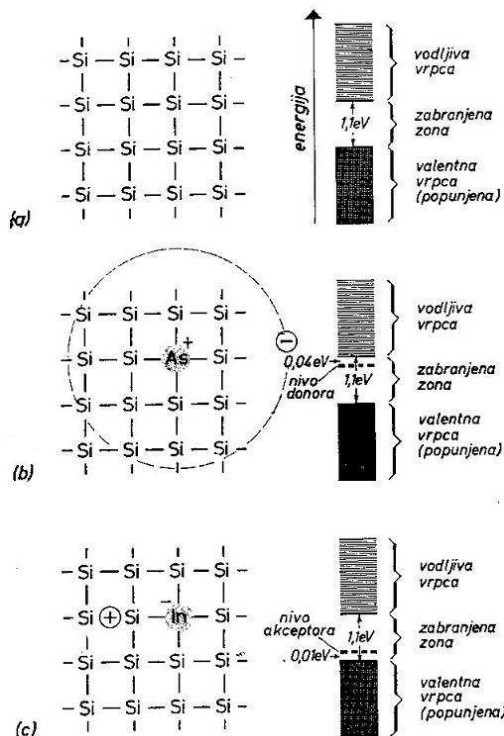 - Si - Si - Si - Si -
- Si - Si - Si - Si -
- Si - Si - Si - Si -
- Si - Si - Si - Si -
(a)
energija
1,1eV
vodljiva
vrpca
zabranjena
zona
valentna
vrpca
(popunjena)
- Si - Si - Si - Si -
- Si - Si - As + - Si -
- Si - Si - Si - Si -
- Si - Si - Si - Si -
−
(b)
0,04eV
nivo
donora
1,1eV
vodljiva
vrpca
zabranjena
zona
valentna
vrpca
(popunjena)
- Si - Si - Si - Si -
- Si + Si - In - Si -
- Si - Si - Si - Si -
- Si - Si - Si - Si -
(c)
nivo
akceptora
0,01eV
1,1eV
vodljiva
vrpca
zabranjena
zona
valentna
vrpca
(popunjena)